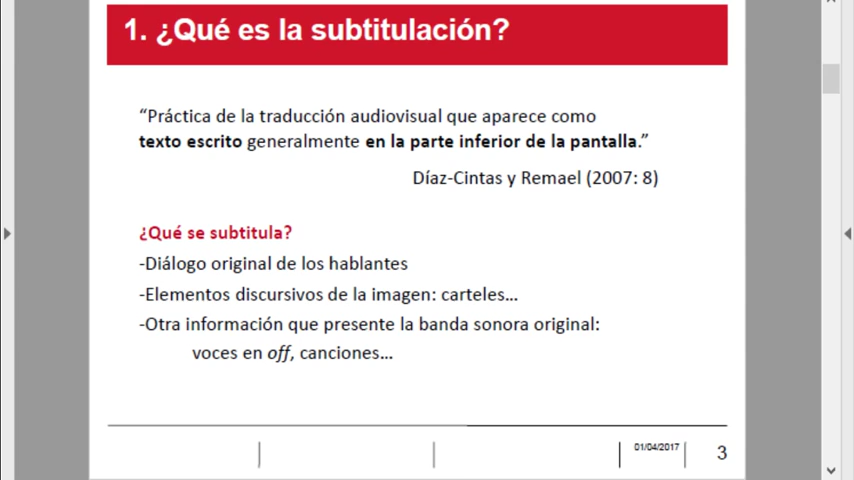 1. ¿Qué es la subtitulación?
“Práctica de la traducción audiovisual que aparece como
texto escrito generalmente en la parte inferior de la pantalla.”
Díaz-Cintas y Remael (2007: 8)
¿Qué se subtitula?
-Diálogo original de los hablantes
-Elementos discursivos de la imagen: carteles...
-Otra información que presente la banda sonora original:
voces en off, canciones...
01/04/2017
3